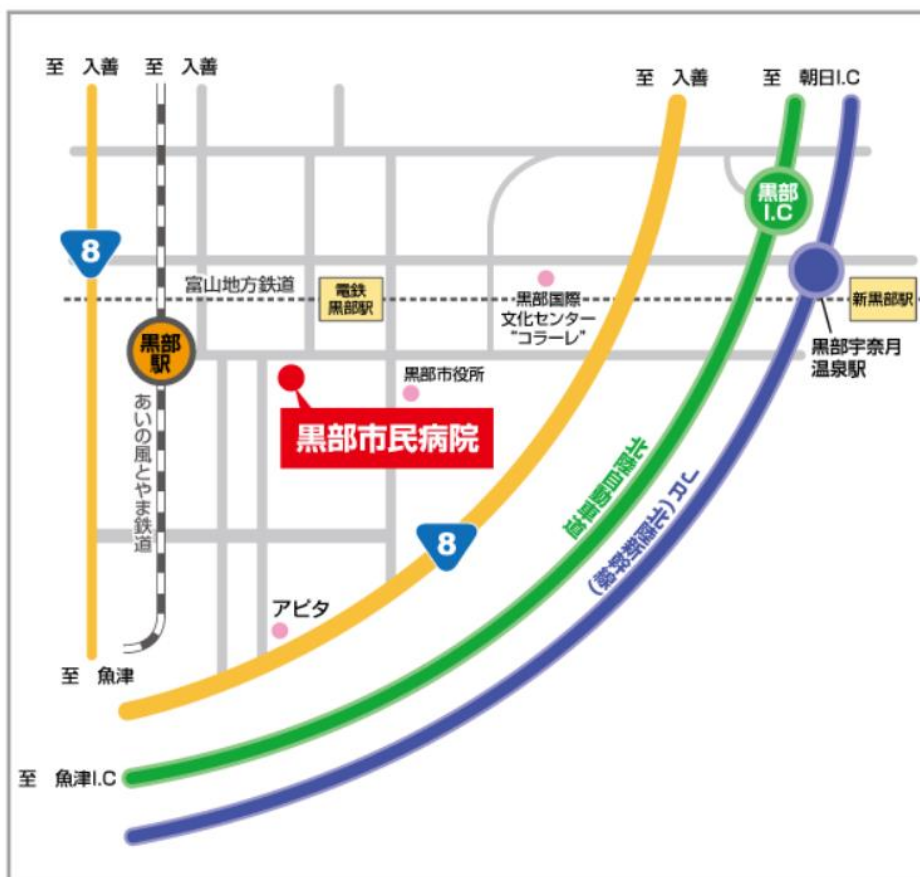 至 入善
至 入善
至 入善
至 朝日I.C
黒部
I.C
8
富山地方鉄道
電鉄
黒部駅
黒部国際
文化センター
“コラーレ”
新黒部駅
黒部
駅
黒部宇奈月
温泉駅
黒部市役所
黒部市民病院
あいの風とやま鉄道
北陸自動車道
JR(北陸新幹線)
8
アピタ
至 魚津
至 魚津I.C